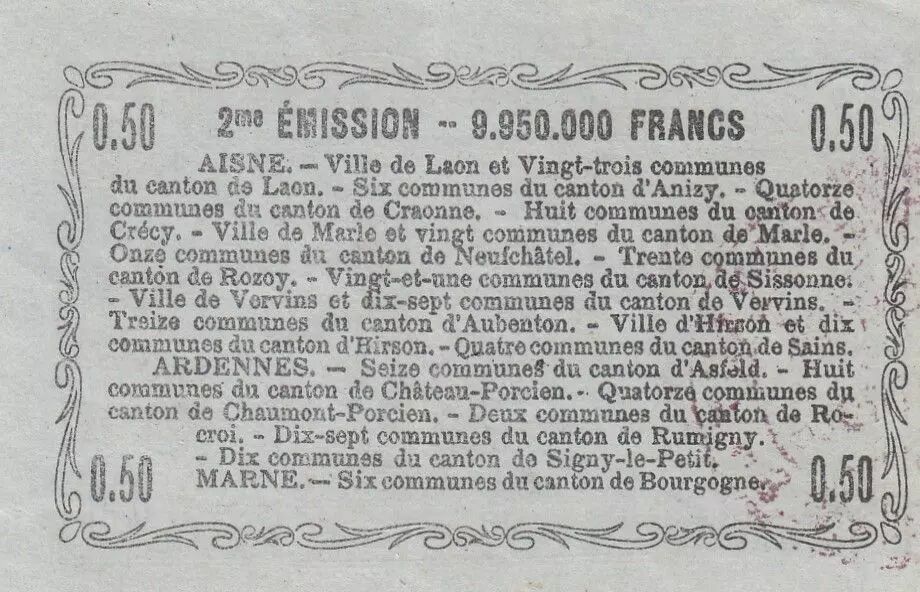 0.50 2me ÉMISSION -- 9.950.000 FRANCS 0.50
AISNE. — Ville de Laon et Vingt-trois communes
du canton de Laon. - Six communes du canton d'Anizy. - Quatorze
communes du canton de Craonne. - Huit communes du canton de
Crécy. - Ville de Marle et vingt communes du canton de Marle. -
Onze communes du canton de Neufchâtel. - Trente communes du
canton de Rozoy. - Vingt-et-une communes du canton de Sissonne.
- Ville de Vervins et dix-sept communes du canton de Vervins. -
Treize communes du canton d'Aubenton. - Ville d'Hirson et dix
communes du canton d'Hirson. - Quatre communes du canton de Sains.
ARDENNES. — Seize communes du canton d'Asfeld. - Huit
communes du canton de Château-Porcien. - Quatorze communes du
canton de Chaumont-Porcien. - Deux communes du canton de Ro-
croi. - Dix-sept communes du canton de Rumigny.
- Dix communes du canton de Signy-le-Petit.
0.50 MARNE. — Six communes du canton de Bourgogne. 0.50